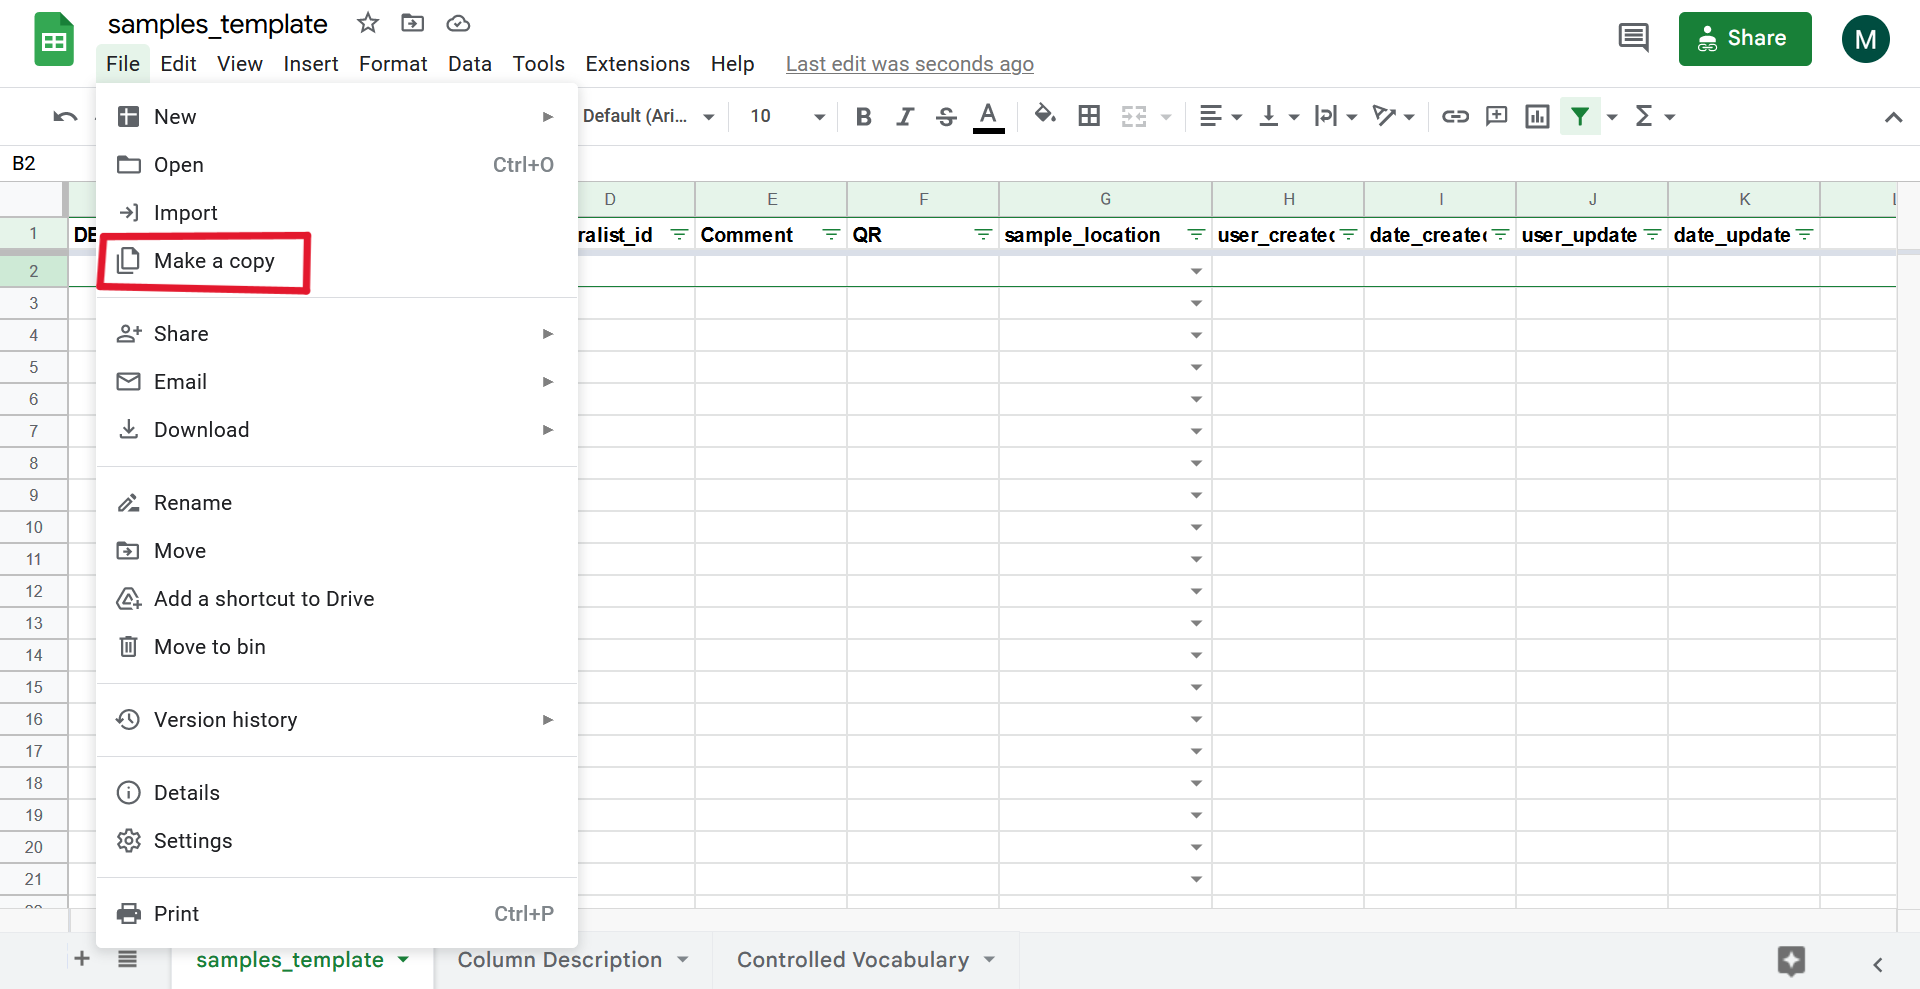 samples_template
File Edit View Insert Format Data Tools Extensions Help Last edit was seconds ago
Share
M
Default (Ari... 10 B I S A Σ
B2
New
Open Ctrl+O
Import
Make a copy
Share
Email
Download
Rename
Move
Add a shortcut to Drive
Move to bin
Version history
Details
Settings
Print Ctrl+P
D E F G H I J K
1 DE ralist_id Comment QR sample_location user_created date_created user_update date_update
2
3
4
5
6
7
8
9
10
11
12
13
14
15
16
17
18
19
20
21
samples_template Column Description Controlled Vocabulary